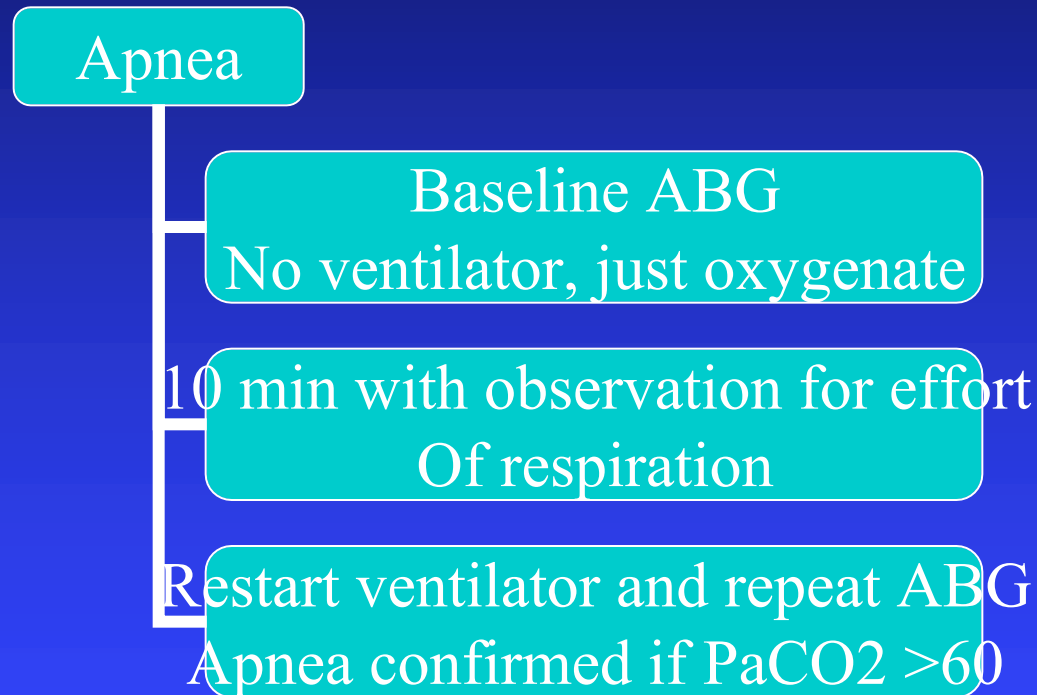 Apnea
Baseline ABG
No ventilator, just oxygenate
10 min with observation for effort
Of respiration
Restart ventilator and repeat ABG
Apnea confirmed if PaCO2 >60